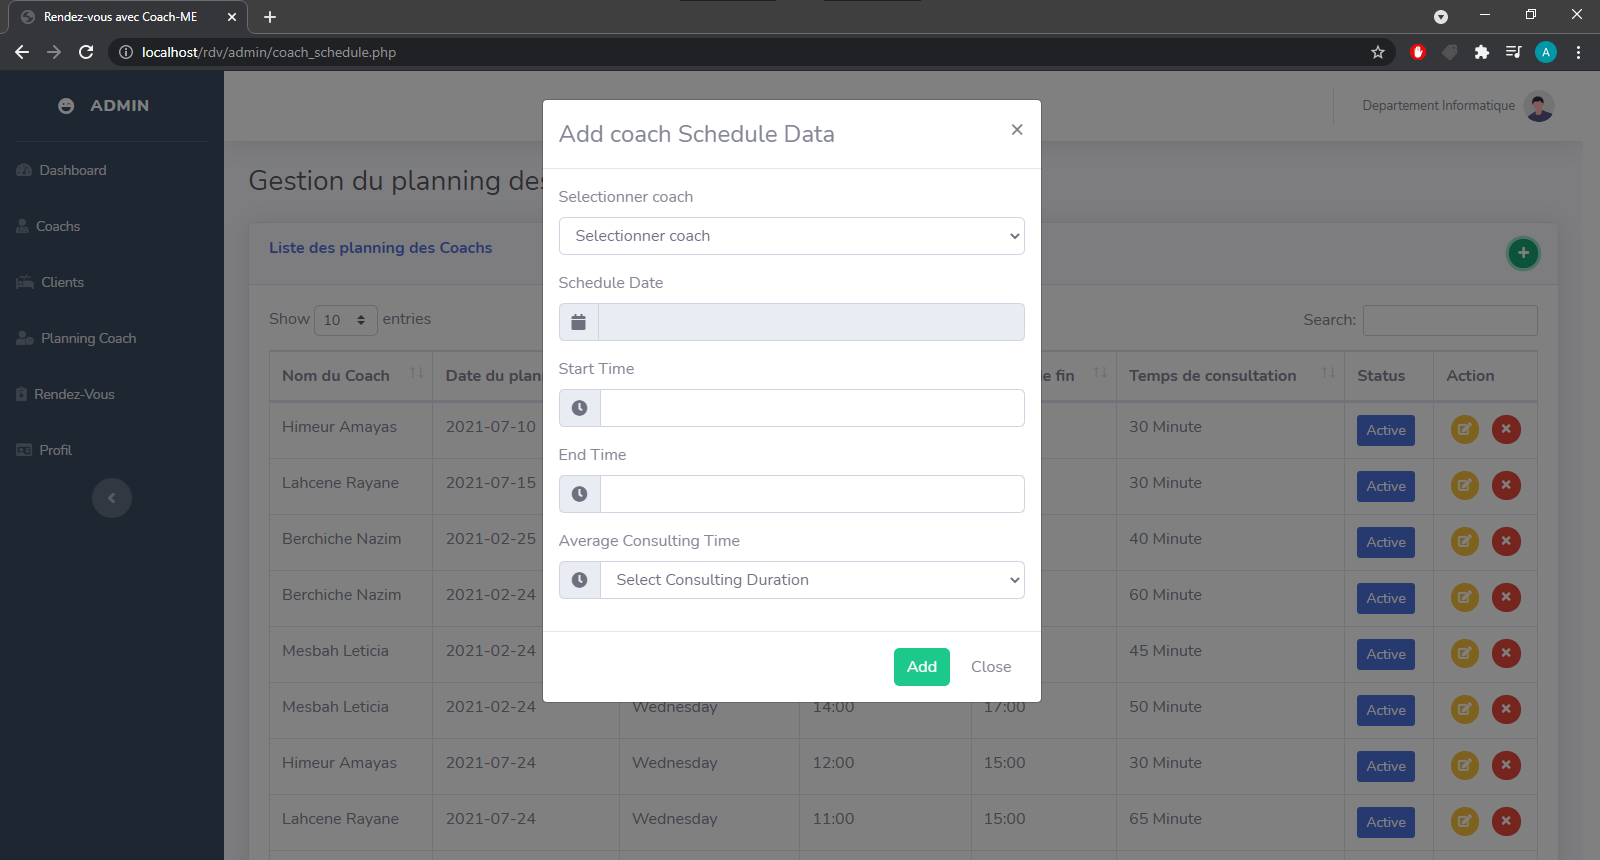 Rendez-vous avec Coach-ME
localhost/rdv/admin/coach_schedule.php
A
ADMIN
Departement Informatique
Dashboard
Coachs
Clients
Planning Coach
Rendez-Vous
Profil
Gestion du planning des
Liste des planning des Coachs
Show 10 entries
Search:
Nom du Coach Date du plan e fin Temps de consultation Status Action
Himeur Amayas 2021-07-10 30 Minute Active
Lahcene Rayane 2021-07-15 30 Minute Active
Berchiche Nazim 2021-02-25 40 Minute Active
Berchiche Nazim 2021-02-24 60 Minute Active
Mesbah Leticia 2021-02-24 45 Minute Active
Mesbah Leticia 2021-02-24 Wednesday 14:00 17:00 50 Minute Active
Himeur Amayas 2021-07-24 Wednesday 12:00 15:00 30 Minute Active
Lahcene Rayane 2021-07-24 Wednesday 11:00 15:00 65 Minute Active
Add coach Schedule Data
Selectionner coach
Selectionner coach
Schedule Date
Start Time
End Time
Average Consulting Time
Select Consulting Duration
Add Close